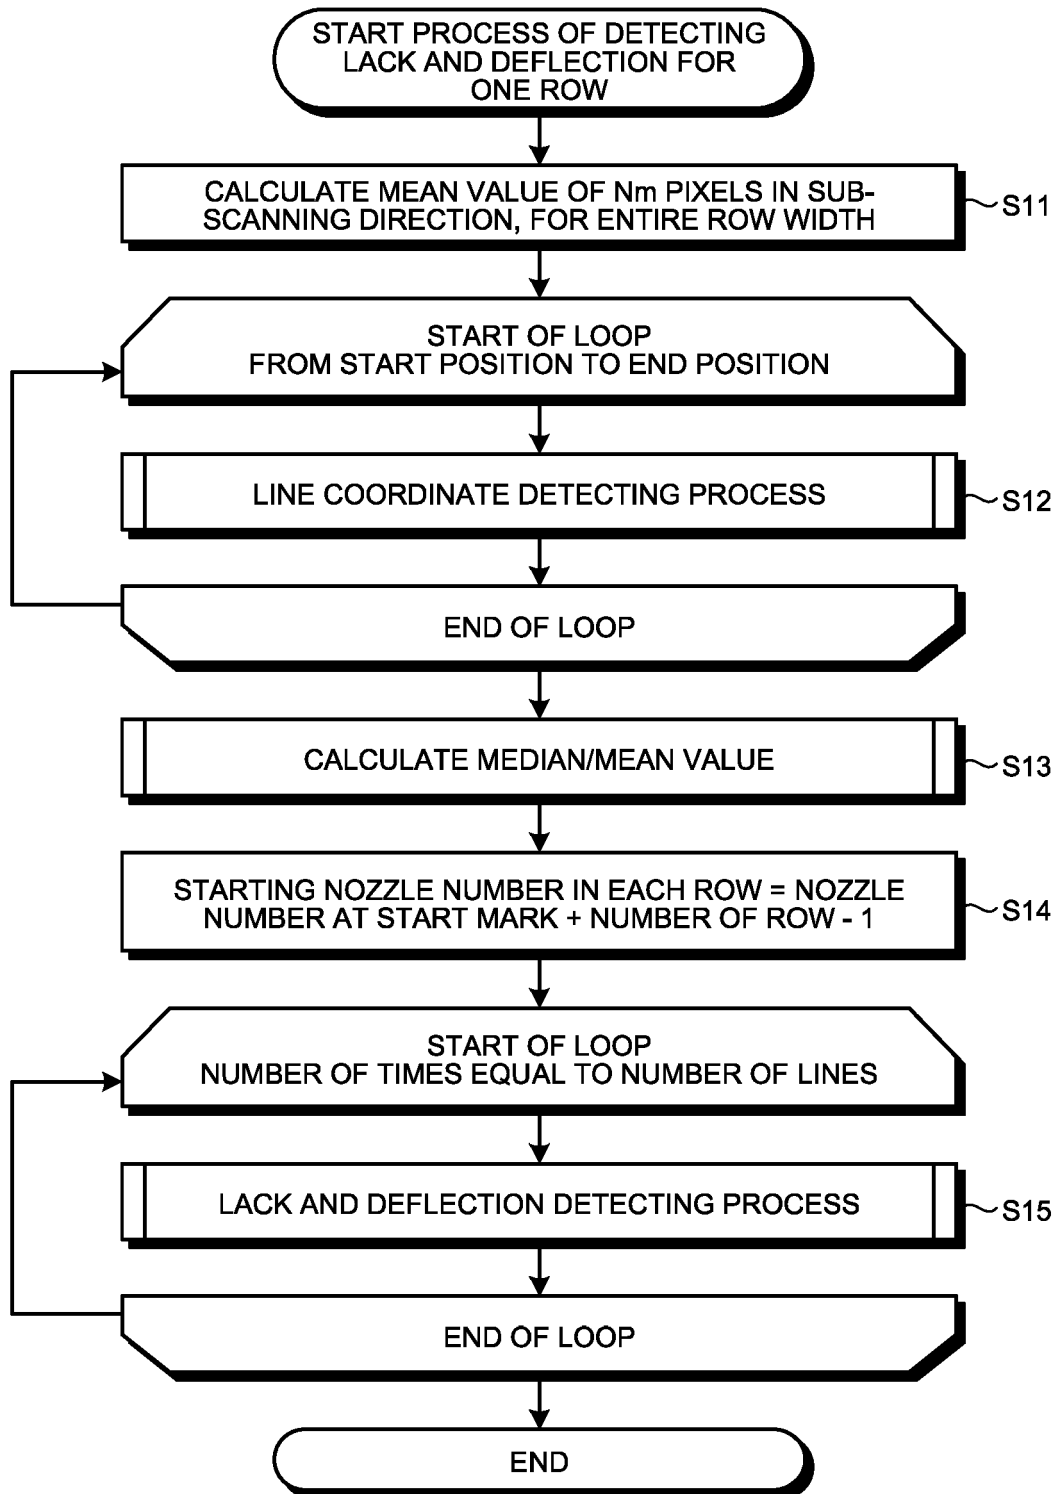 START PROCESS OF DETECTING
LACK AND DEFLECTION FOR
ONE ROW
CALCULATE MEAN VALUE OF Nm PIXELS IN SUB-
SCANNING DIRECTION, FOR ENTIRE ROW WIDTH
S11
START OF LOOP
FROM START POSITION TO END POSITION
LINE COORDINATE DETECTING PROCESS
S12
END OF LOOP
CALCULATE MEDIAN/MEAN VALUE
S13
STARTING NOZZLE NUMBER IN EACH ROW = NOZZLE
NUMBER AT START MARK + NUMBER OF ROW - 1
S14
START OF LOOP
NUMBER OF TIMES EQUAL TO NUMBER OF LINES
LACK AND DEFLECTION DETECTING PROCESS
S15
END OF LOOP
END